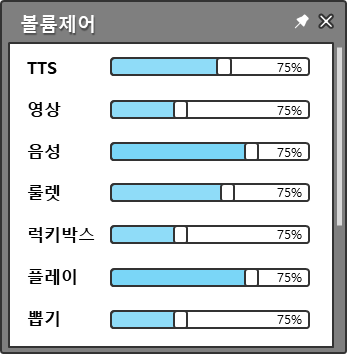 볼륨제어
TTS 75%
영상 75%
음성 75%
룰렛 75%
럭키박스 75%
플레이 75%
뽑기 75%